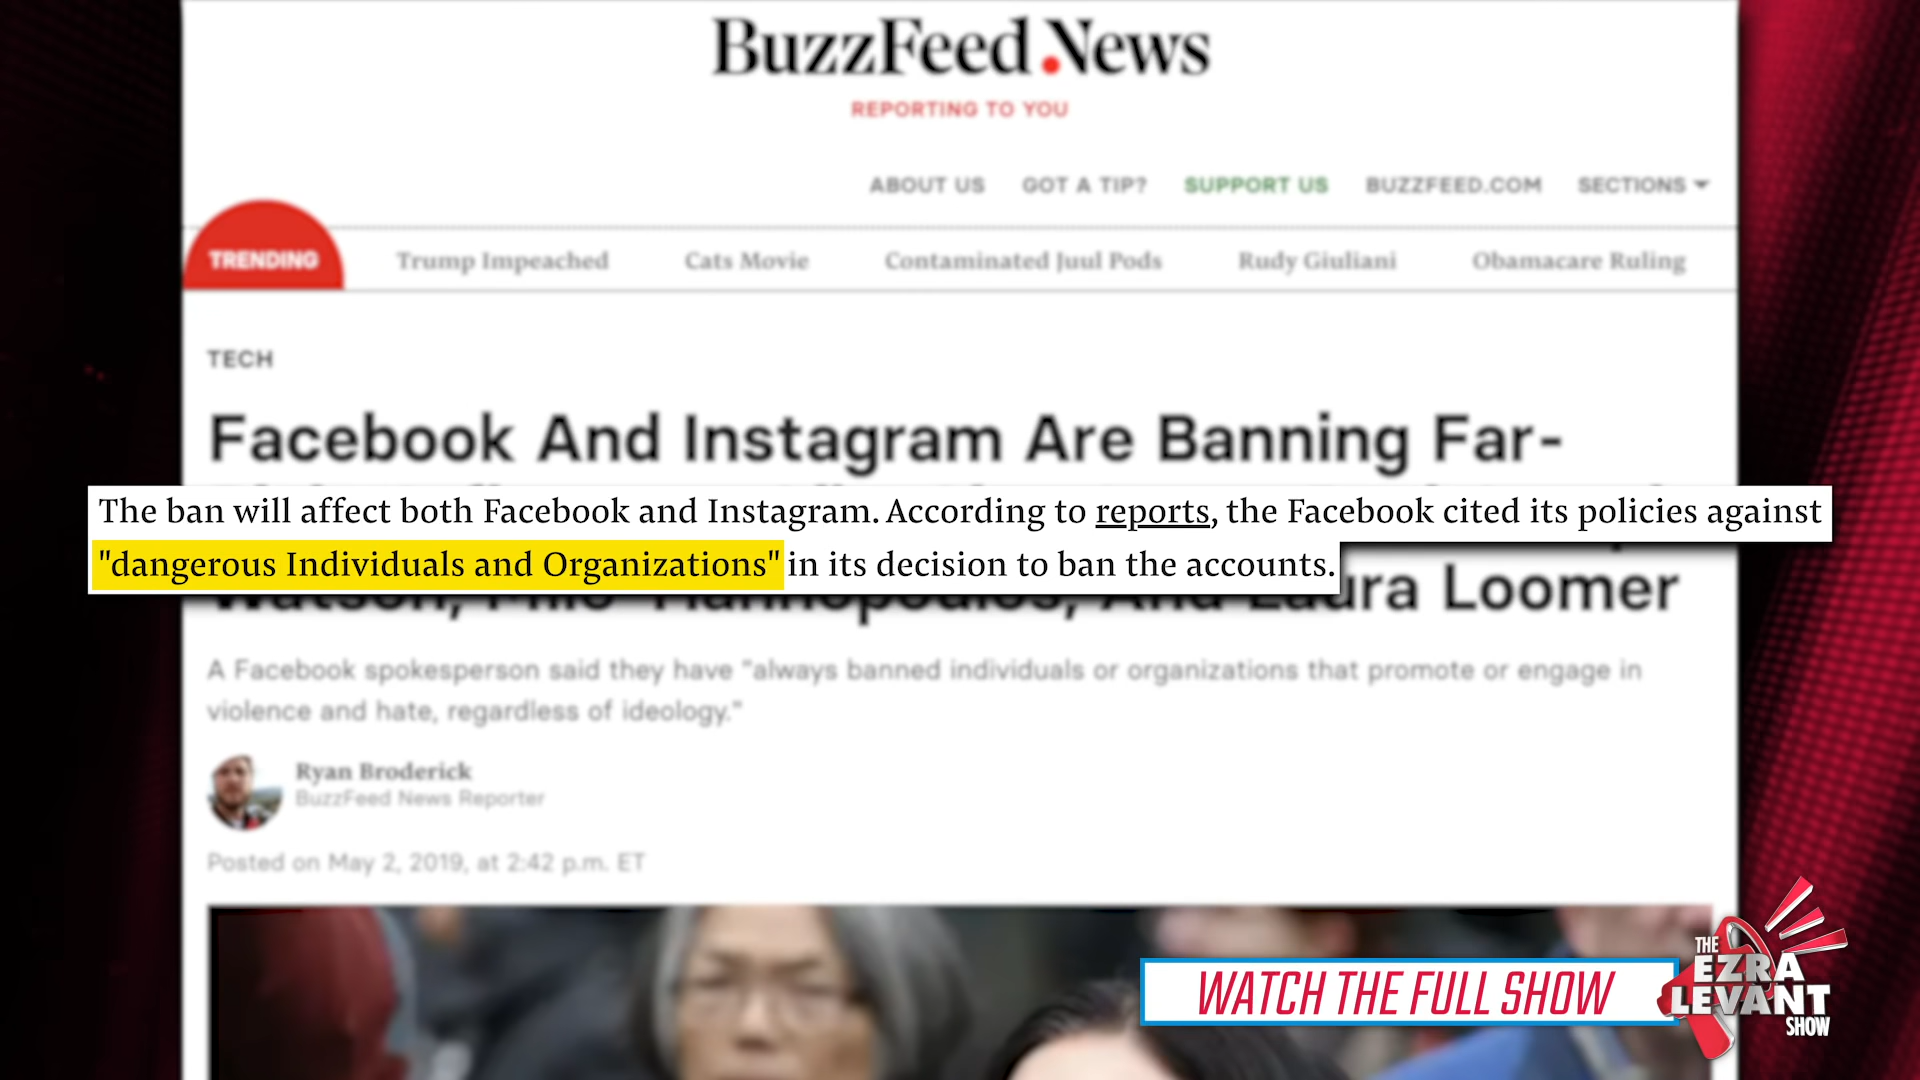 BuzzFeed News
REPORTING TO YOU
ABOUT US GOT A TIP? SUPPORT US BUZZFEED.COM SECTIONS
TRENDING Trump Impeached Cats Movie Contaminated Juul Pods Rudy Giuliani Obamacare Ruling
TECH
Facebook And Instagram Are Banning Far-
The ban will affect both Facebook and Instagram. According to reports, the Facebook cited its policies against
"dangerous Individuals and Organizations" in its decision to ban the accounts.
Watson, Milo Yiannopoulos, And Laura Loomer
A Facebook spokesperson said they have "always banned individuals or organizations that promote or engage in
violence and hate, regardless of ideology."
Ryan Broderick
BuzzFeed News Reporter
Posted on May 2, 2019, at 2:42 p.m. ET
WATCH THE FULL SHOW
THE
EZRA
LEVANT
SHOW